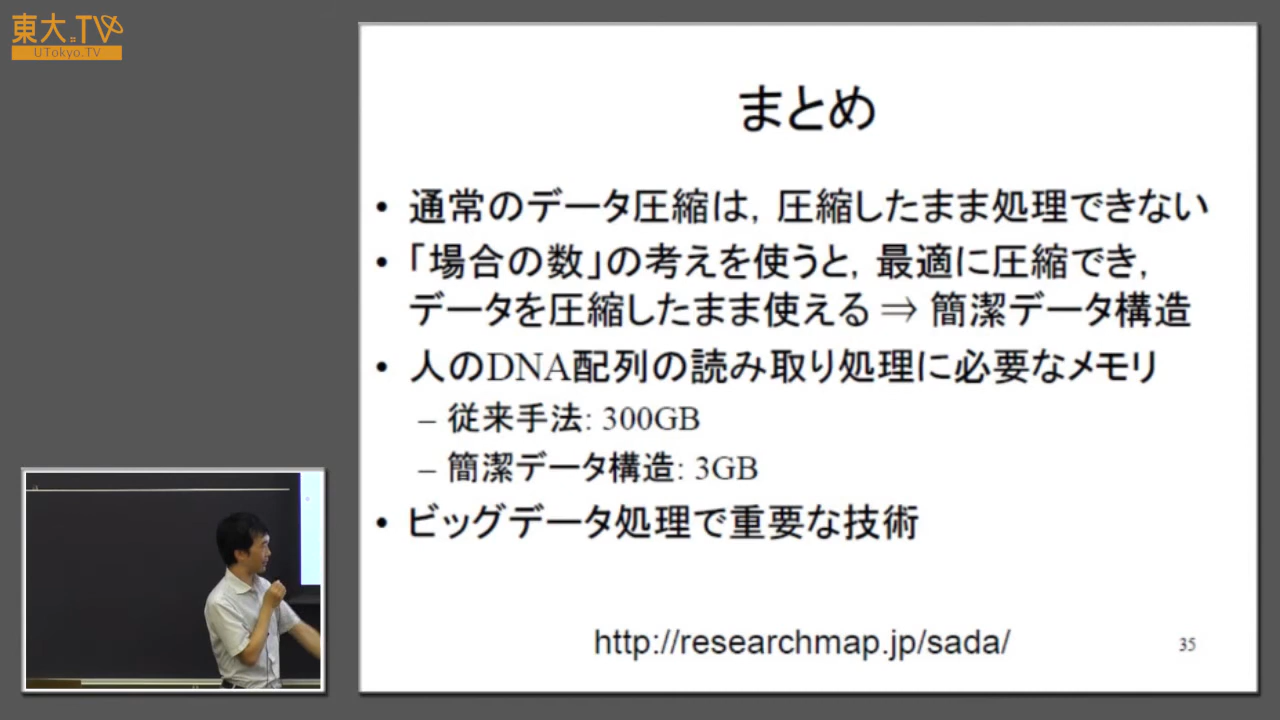 東大.TV
UTokyo.TV
まとめ
• 通常のデータ圧縮は，圧縮したまま処理できない
• 「場合の数」の考えを使うと，最適に圧縮でき，
データを圧縮したまま使える ⇒ 簡潔データ構造
• 人のDNA配列の読み取り処理に必要なメモリ
– 従来手法: 300GB
– 簡潔データ構造: 3GB
• ビッグデータ処理で重要な技術
http://researchmap.jp/sada/
35